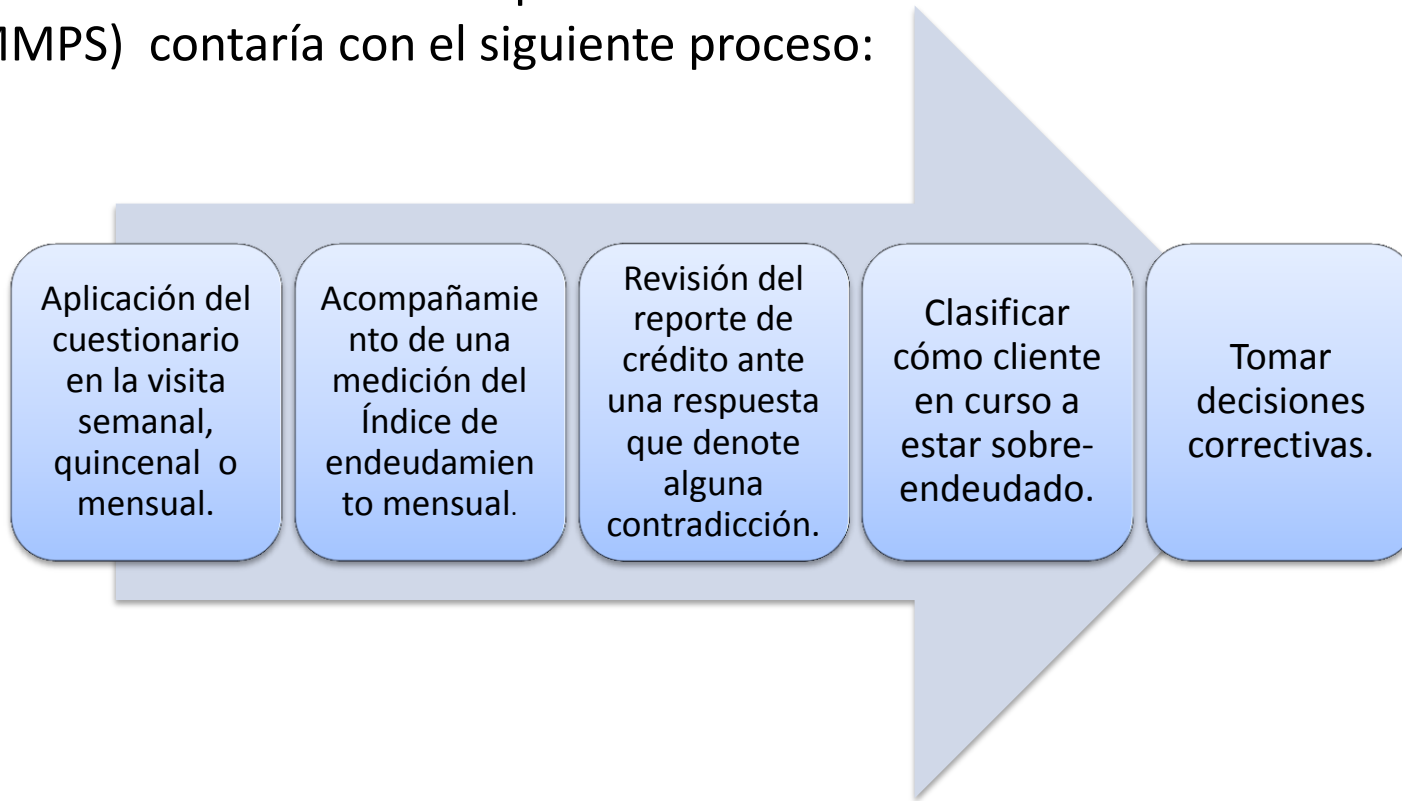 MMPS) contaría con el siguiente proceso:
Aplicación del
cuestionario
en la visita
semanal,
quincenal o
mensual.
Acompañamie
nto de una
medición del
Índice de
endeudamien
to mensual.
Revisión del
reporte de
crédito ante
una respuesta
que denote
alguna
contradicción.
Clasificar
cómo cliente
en curso a
estar sobre-
endeudado.
Tomar
decisiones
correctivas.